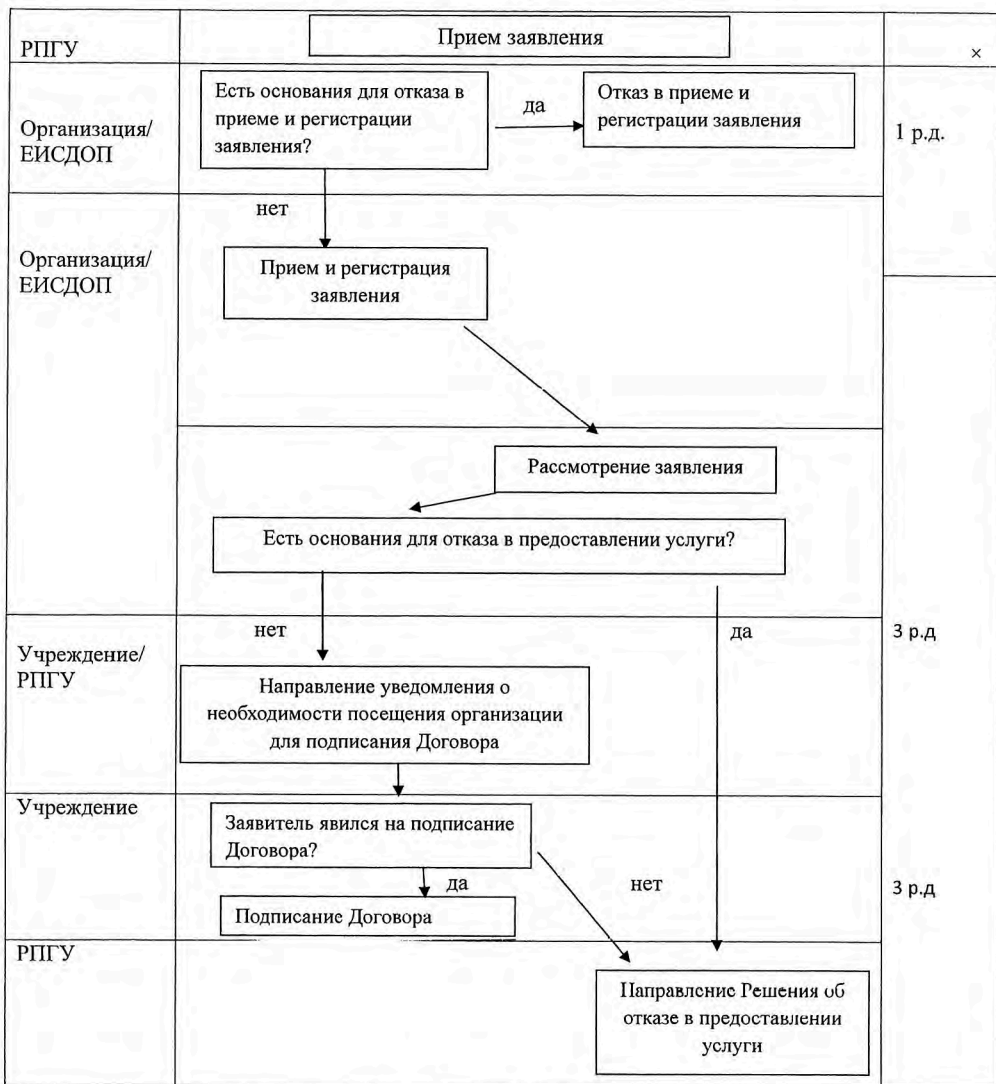 РПГУ
Прием заявления
×
Организация/
ЕИСДОП
Есть основания для отказа в
приеме и регистрации
заявления?
да
Отказ в приеме и
регистрации заявления
1 р.д.
нет
Организация/
ЕИСДОП
Прием и регистрация
заявления
Рассмотрение заявления
Есть основания для отказа в предоставлении услуги?
нет
да
3 р.д
Учреждение/
РПГУ
Направление уведомления о
необходимости посещения организации
для подписания Договора
Учреждение
Заявитель явился на подписание
Договора?
да
нет
3 р.д
Подписание Договора
РПГУ
Направление Решения об
отказе в предоставлении
услуги